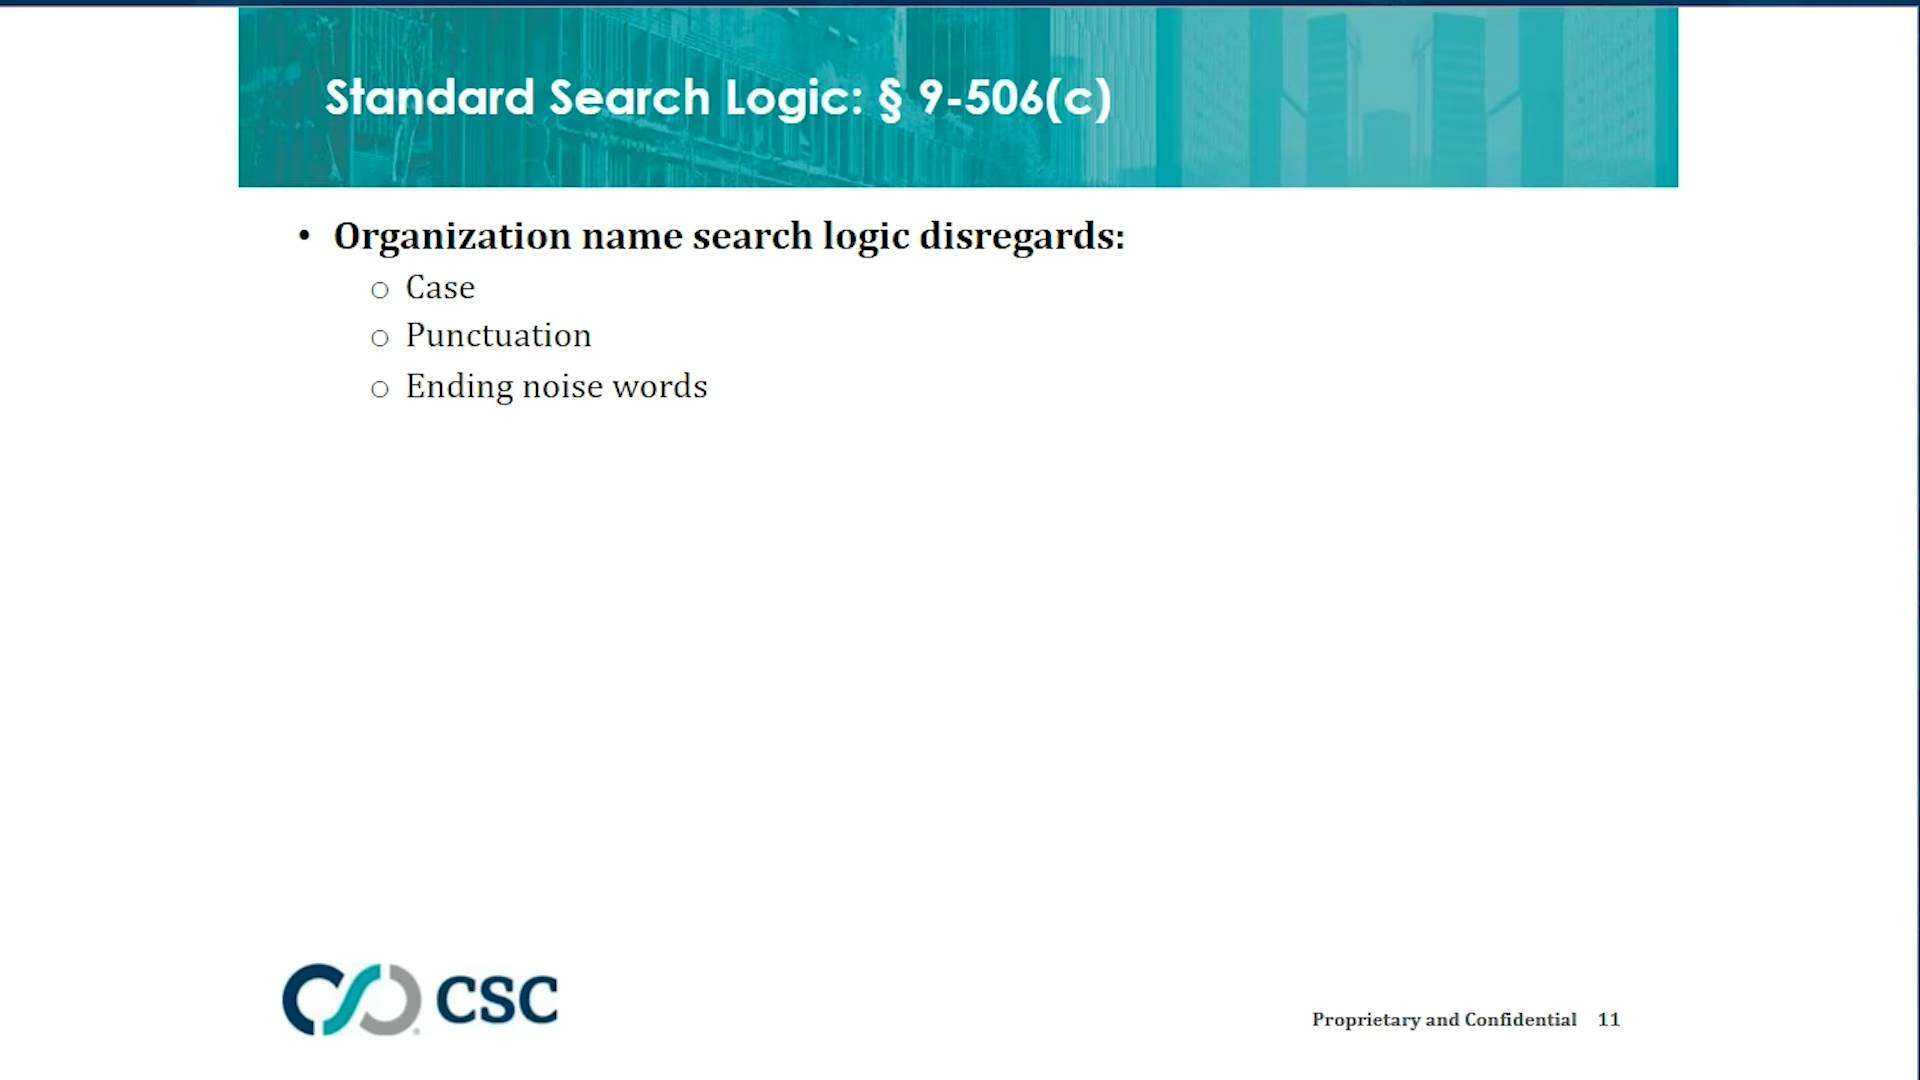 Standard Search Logic: § 9-506(c)
• Organization name search logic disregards:
○ Case
○ Punctuation
○ Ending noise words
CSC
Proprietary and Confidential 11